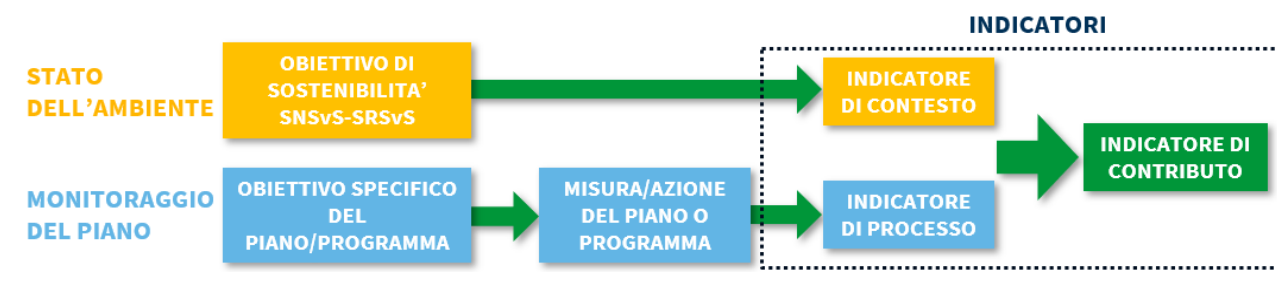 INDICATORI
STATO
DELL’AMBIENTE
OBIETTIVO DI
SOSTENIBILITA’
SNSvS-SRSvS
INDICATORE
DI CONTESTO
INDICATORE DI
CONTRIBUTO
MONITORAGGIO
DEL PIANO
OBIETTIVO SPECIFICO
DEL
PIANO/PROGRAMMA
MISURA/AZIONE
DEL PIANO O
PROGRAMMA
INDICATORE
DI PROCESSO